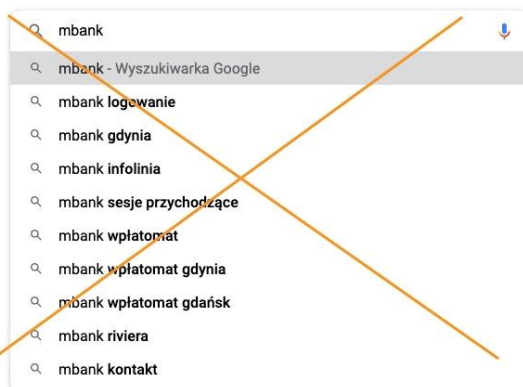 mbank
mbank - Wyszukiwarka Google
mbank logowanie
mbank gdynia
mbank infolinia
mbank sesje przychodzące
mbank wpłatomat
mbank wpłatomat gdynia
mbank wpłatomat gdańsk
mbank riviera
mbank kontakt